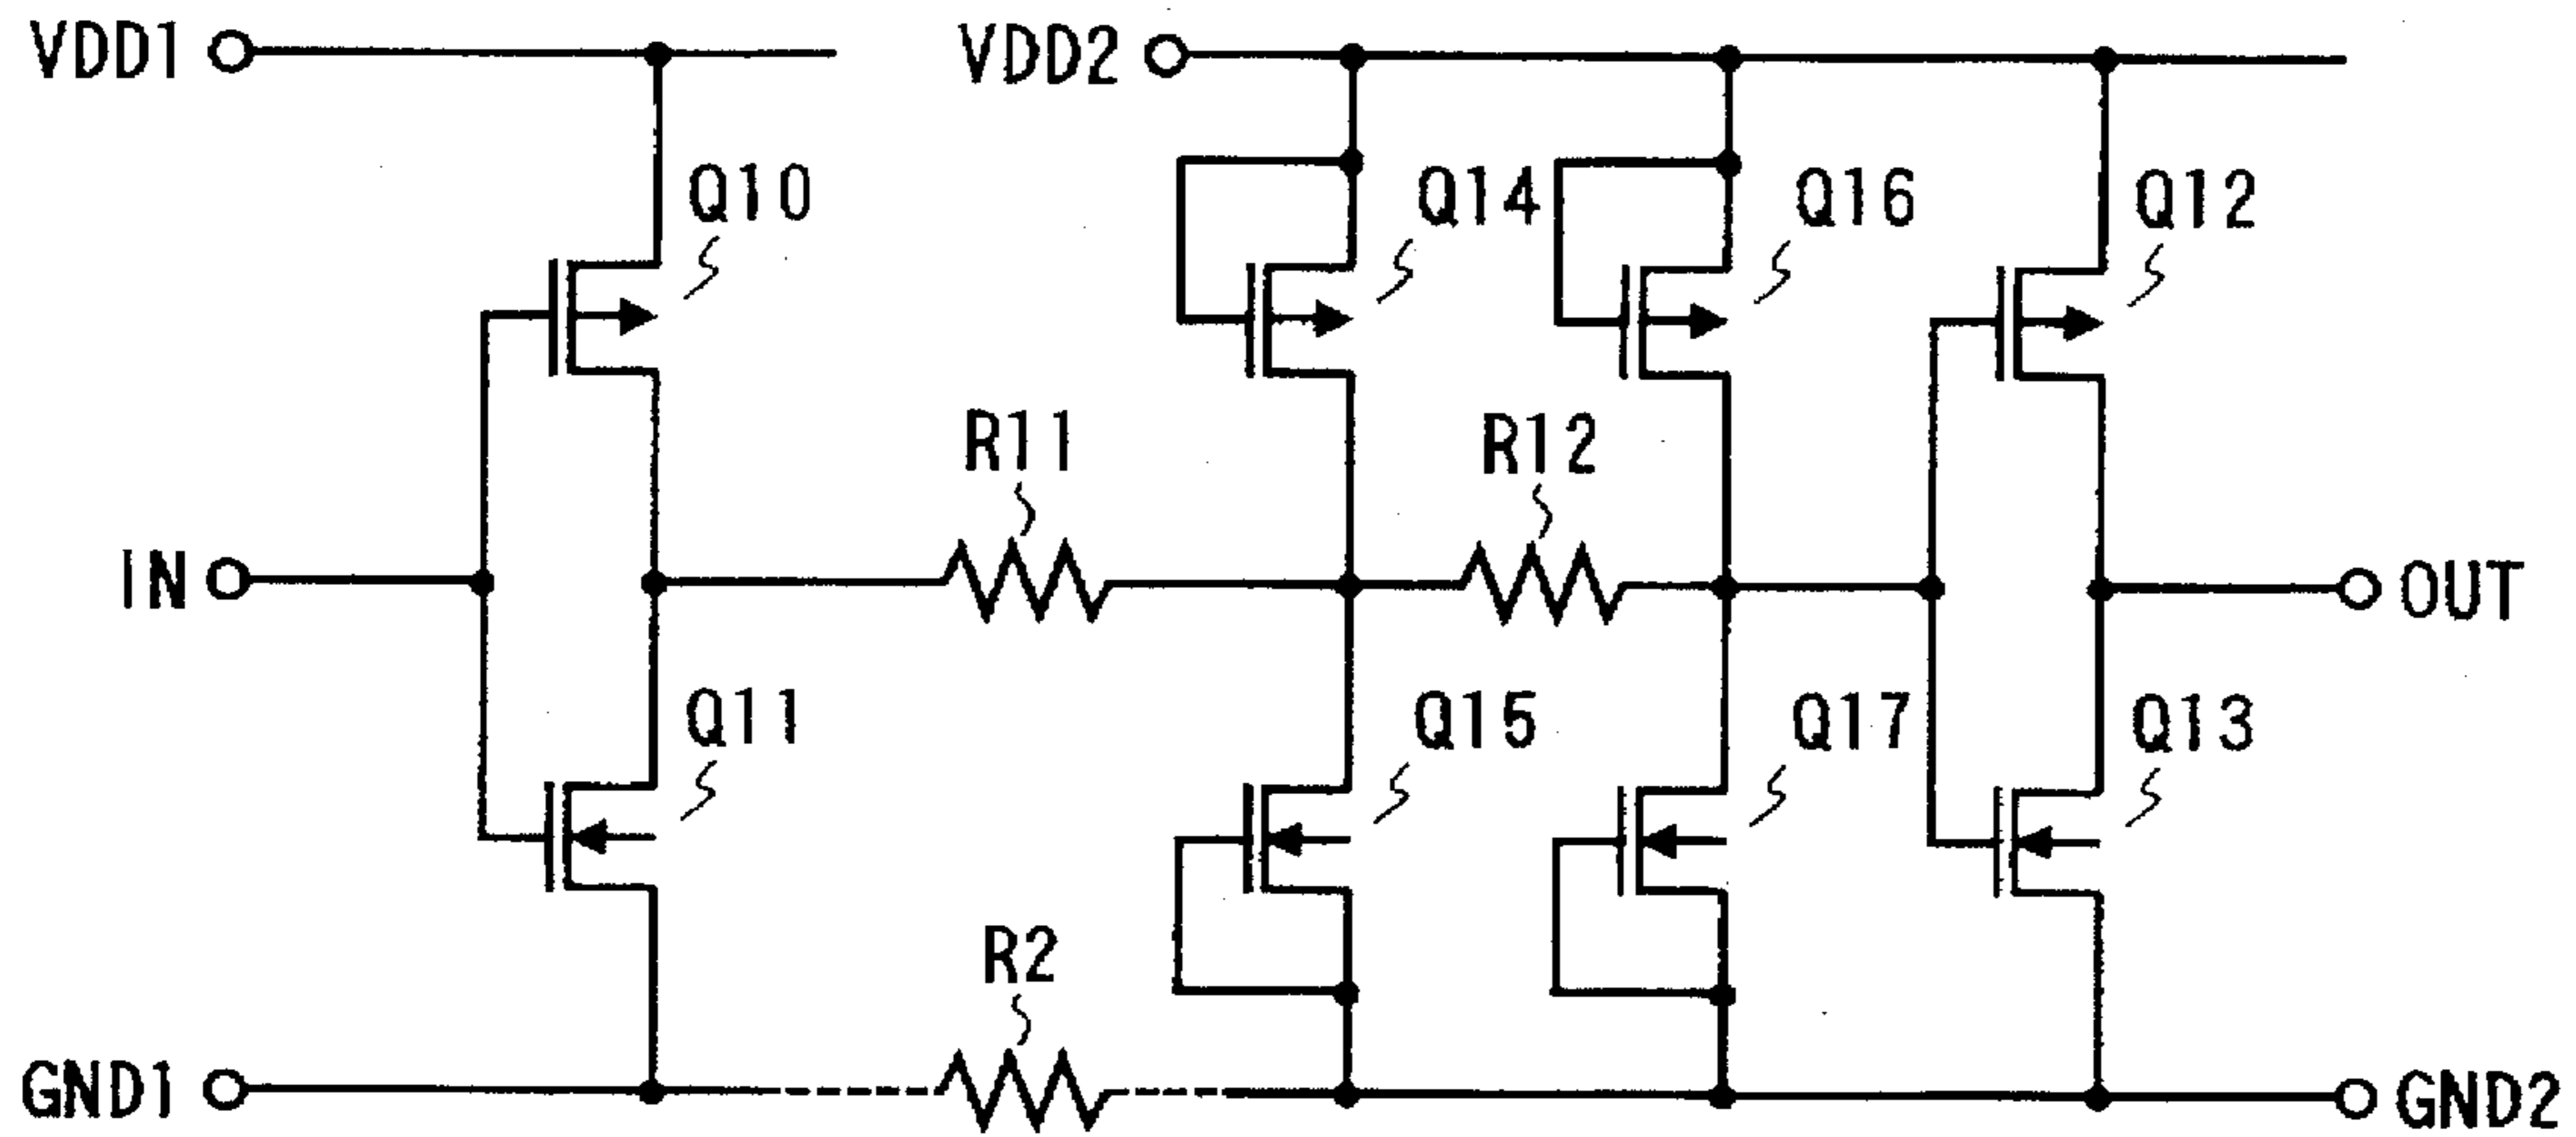 VDD1
VDD2
Q10
Q14
Q16
Q12
R11
R12
IN
OUT
Q11
Q15
Q17
Q13
R2
GND1
GND2